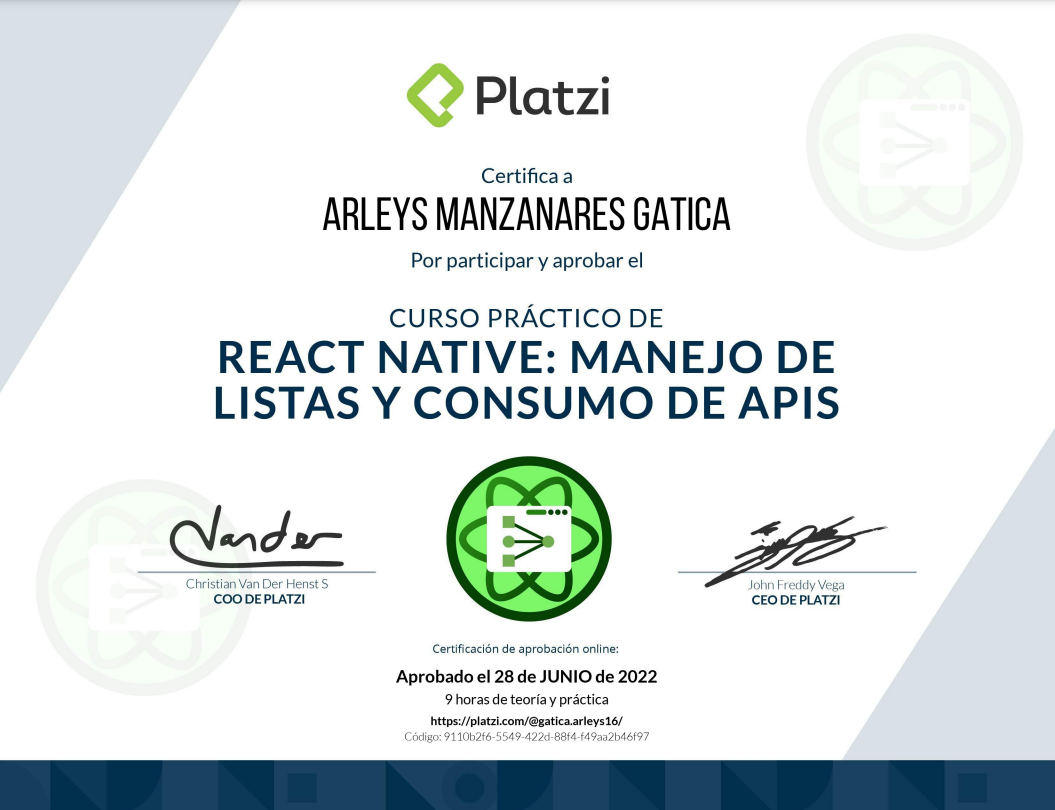 Platzi
Certifica a
ARLEYS MANZANARES GATICA
Por participar y aprobar el
CURSO PRÁCTICO DE
REACT NATIVE: MANEJO DE
LISTAS Y CONSUMO DE APIS
Christian Van Der Henst S
COO DE PLATZI
John Freddy Vega
CEO DE PLATZI
Certificación de aprobación online:
Aprobado el 28 de JUNIO de 2022
9 horas de teoría y práctica
https://platzi.com/@gatica.arleys16/
Código: 9110b2f6-5549-422d-88f4-f49aa2b46f97